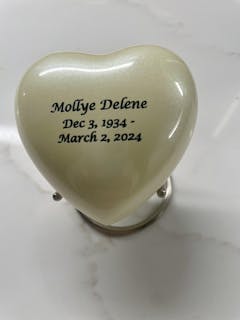 Mollye Delene
Dec 3, 1934 -
March 2, 2024